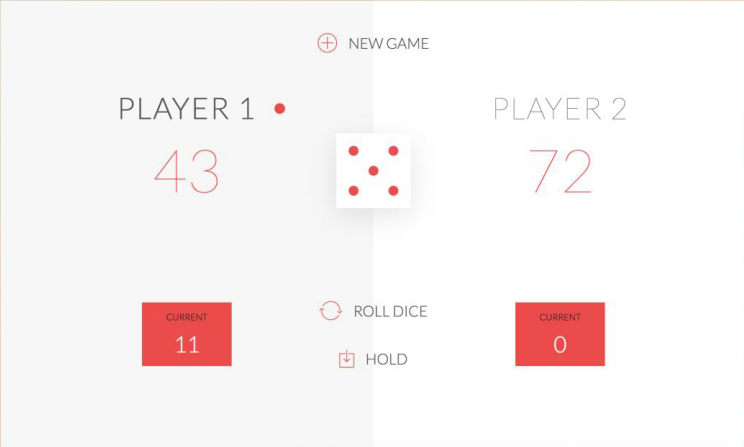 NEW GAME
PLAYER 1
43
PLAYER 2
72
ROLL DICE
HOLD
CURRENT
11
CURRENT
0